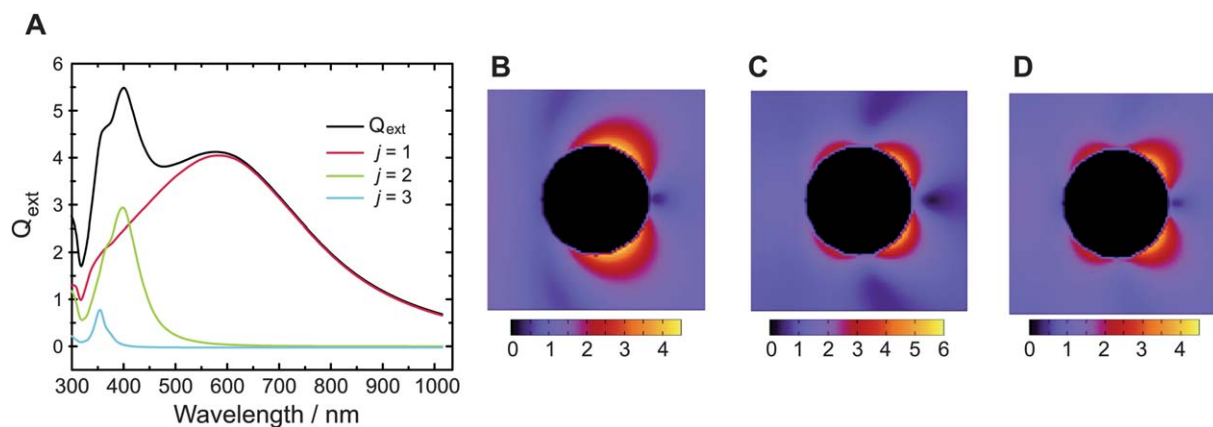 A
Q_ext
6
5
4
3
2
1
0
300 400 500 600 700 800 900 1000
Wavelength / nm
Q_ext
j = 1
j = 2
j = 3
B
0 1 2 3 4
C
0 1 2 3 4 5 6
D
0 1 2 3 4